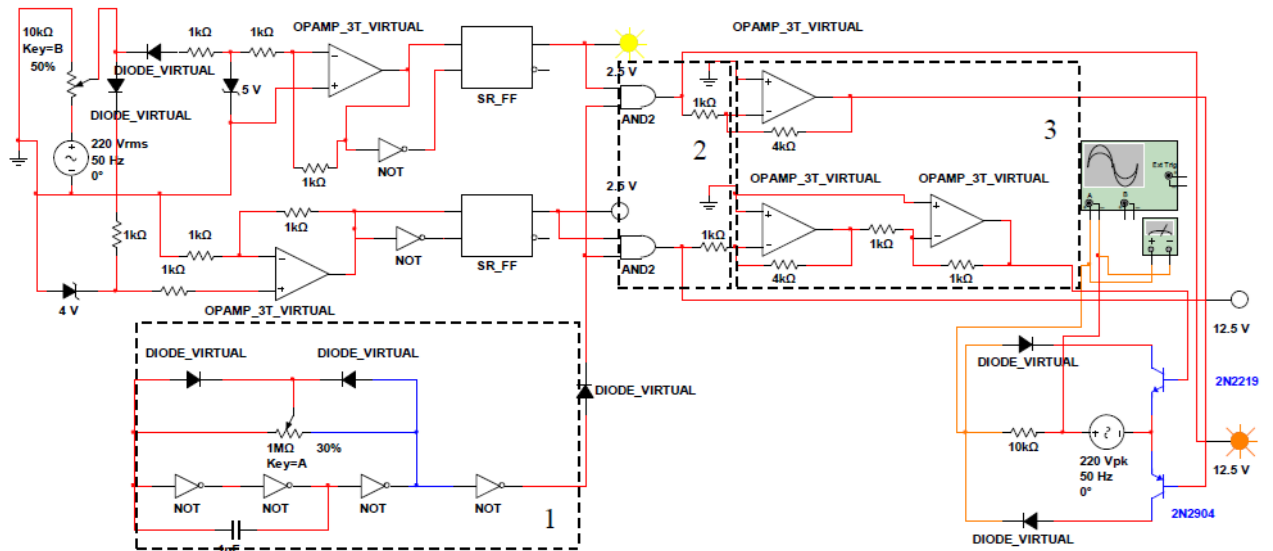 OPAMP_3T_VIRTUAL
OPAMP_3T_VIRTUAL
10kΩ
Key=B
50%
1kΩ
1kΩ
DIODE_VIRTUAL
DIODE_VIRTUAL
5 V
SR_FF
2.5 V
AND2
1kΩ
4kΩ
3
2
220 Vrms
50 Hz
0°
1kΩ
NOT
Ext Trig
A
B
2.5 V
OPAMP_3T_VIRTUAL
OPAMP_3T_VIRTUAL
1kΩ
1kΩ
1kΩ
1kΩ
NOT
SR_FF
AND2
1kΩ
1kΩ
4kΩ
1kΩ
4 V
OPAMP_3T_VIRTUAL
12.5 V
DIODE_VIRTUAL
DIODE_VIRTUAL
DIODE_VIRTUAL
DIODE_VIRTUAL
2N2219
1MΩ
Key=A
30%
10kΩ
220 Vpk
50 Hz
0°
12.5 V
NOT
NOT
NOT
NOT
1
2N2904
DIODE_VIRTUAL